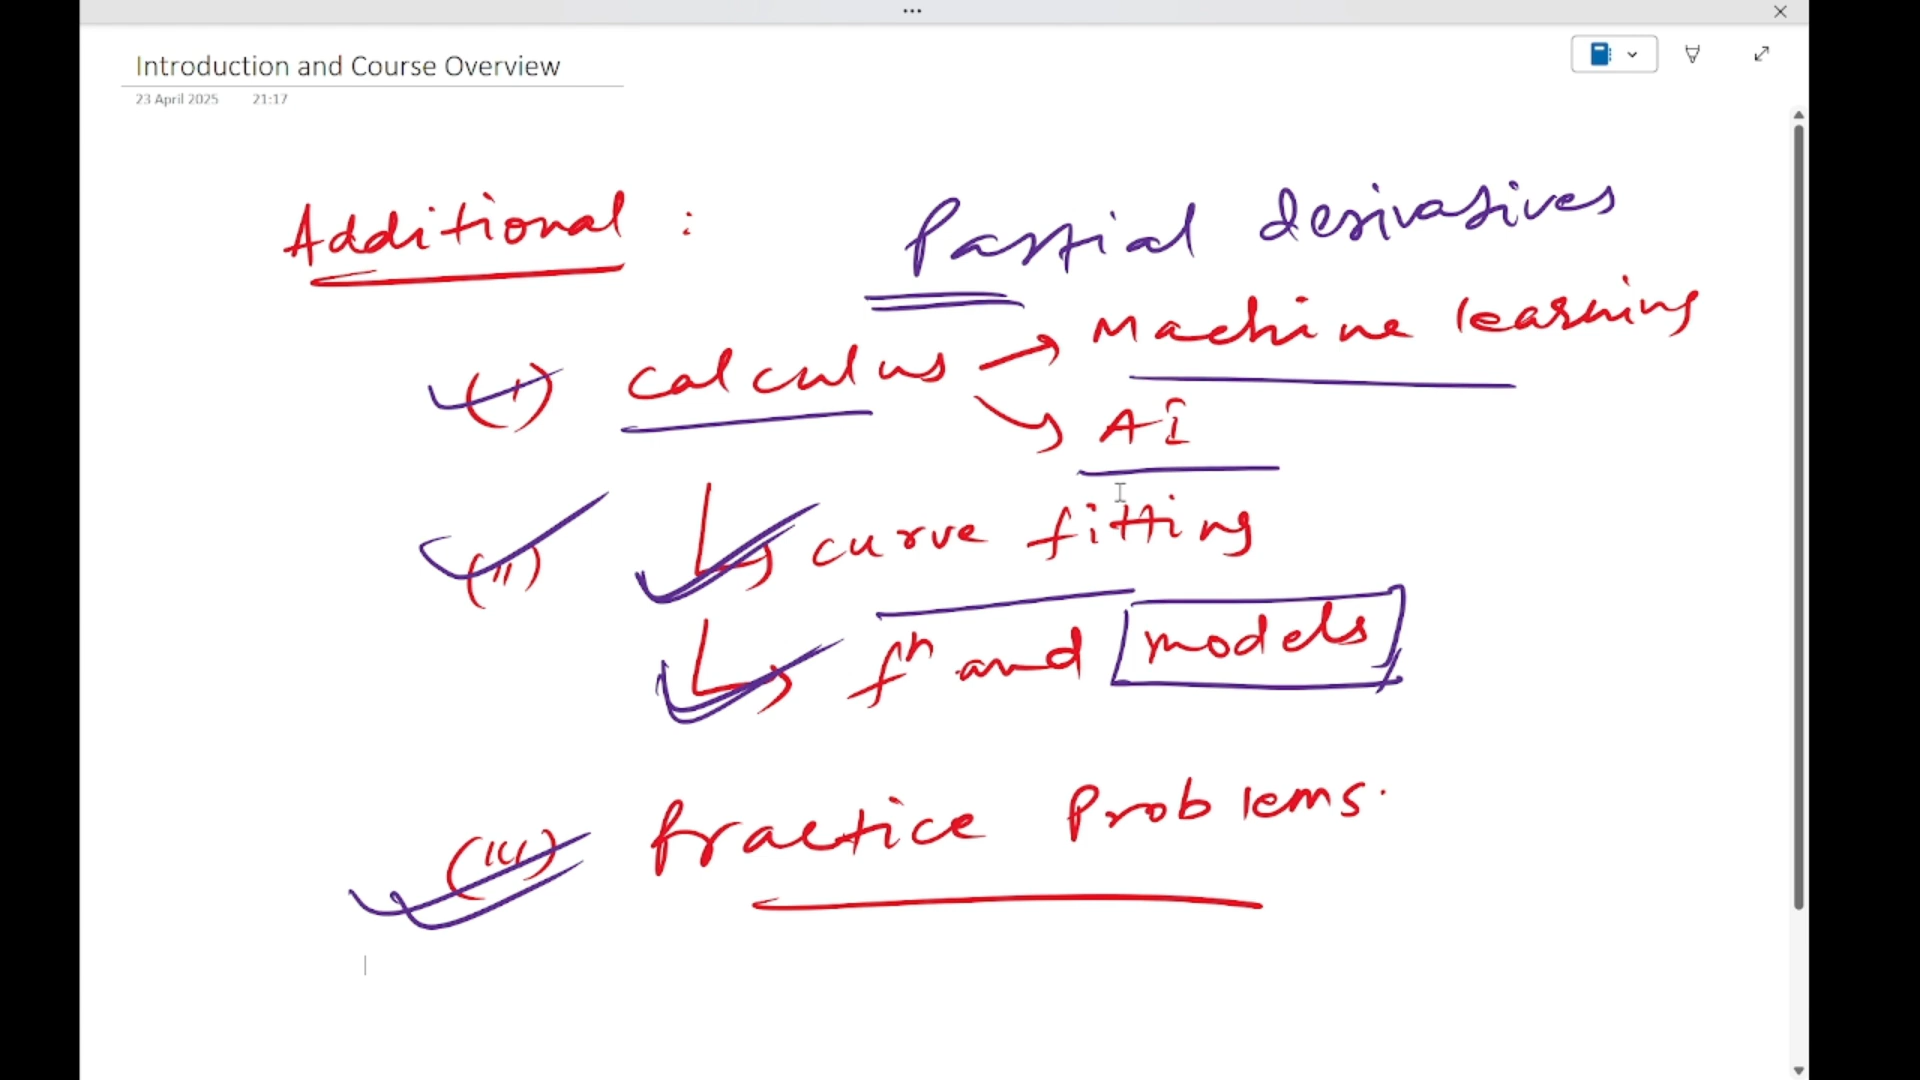 Introduction and Course Overview
23 April 2025 21:17
Additional : Partial derivatives
(i) calculus → Machine learning
↘ AI
(ii) ↳ curve fitting
↳ fⁿ and models
(iii) Practice Problems.